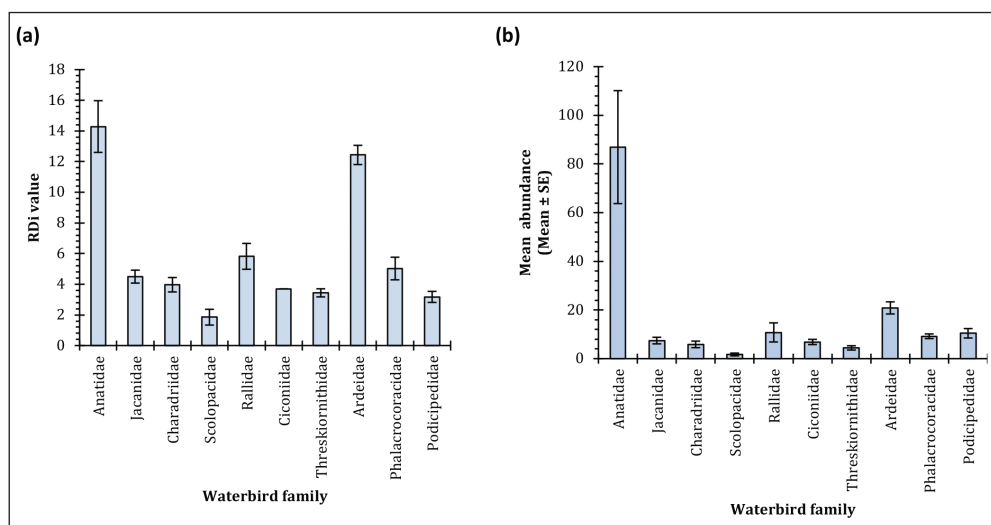 (a)
RDi value
18
16
14
12
10
8
6
4
2
0
Anatidae
Jacanidae
Charadriidae
Scolopacidae
Rallidae
Ciconiidae
Threskiornithidae
Ardeidae
Phalacrocoracidae
Podicipedidae
Waterbird family
(b)
Mean abundance
(Mean ± SE)
120
100
80
60
40
20
0
Anatidae
Jacanidae
Charadriidae
Scolopacidae
Rallidae
Ciconiidae
Threskiornithidae
Ardeidae
Phalacrocoracidae
Podicipedidae
Waterbird family